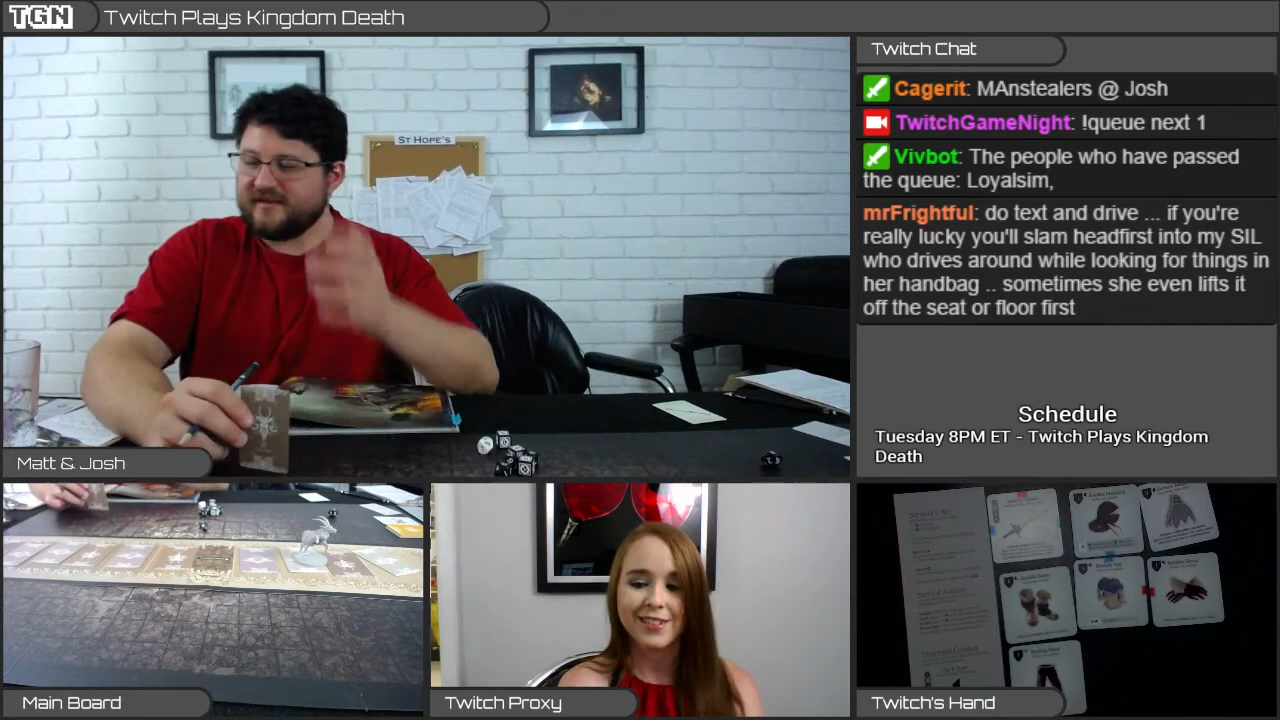 TGN Twitch Plays Kingdom Death
Twitch Chat
Cagerit: MAnstealers @ Josh
TwitchGameNight: !queue next 1
Vivbot: The people who have passed
the queue: Loyalsim,
mrFrightful: do text and drive ... if you're
really lucky you'll slam headfirst into my SIL
who drives around while looking for things in
her handbag .. sometimes she even lifts it
off the seat or floor first
Schedule
Tuesday 8PM ET - Twitch Plays Kingdom
Death
ST HOPE'S
Matt & Josh
Main Board
Twitch Proxy
Twitch's Hand